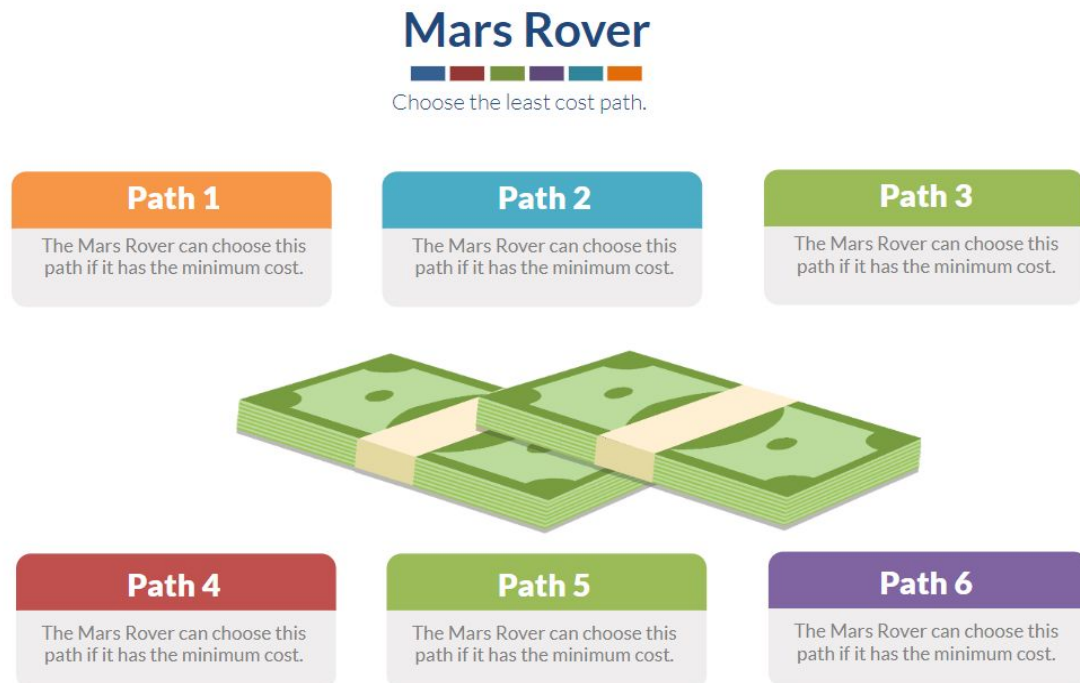 Mars Rover
Choose the least cost path.
Path 1
The Mars Rover can choose this
path if it has the minimum cost.
Path 2
The Mars Rover can choose this
path if it has the minimum cost.
Path 3
The Mars Rover can choose this
path if it has the minimum cost.
Path 4
The Mars Rover can choose this
path if it has the minimum cost.
Path 5
The Mars Rover can choose this
path if it has the minimum cost.
Path 6
The Mars Rover can choose this
path if it has the minimum cost.